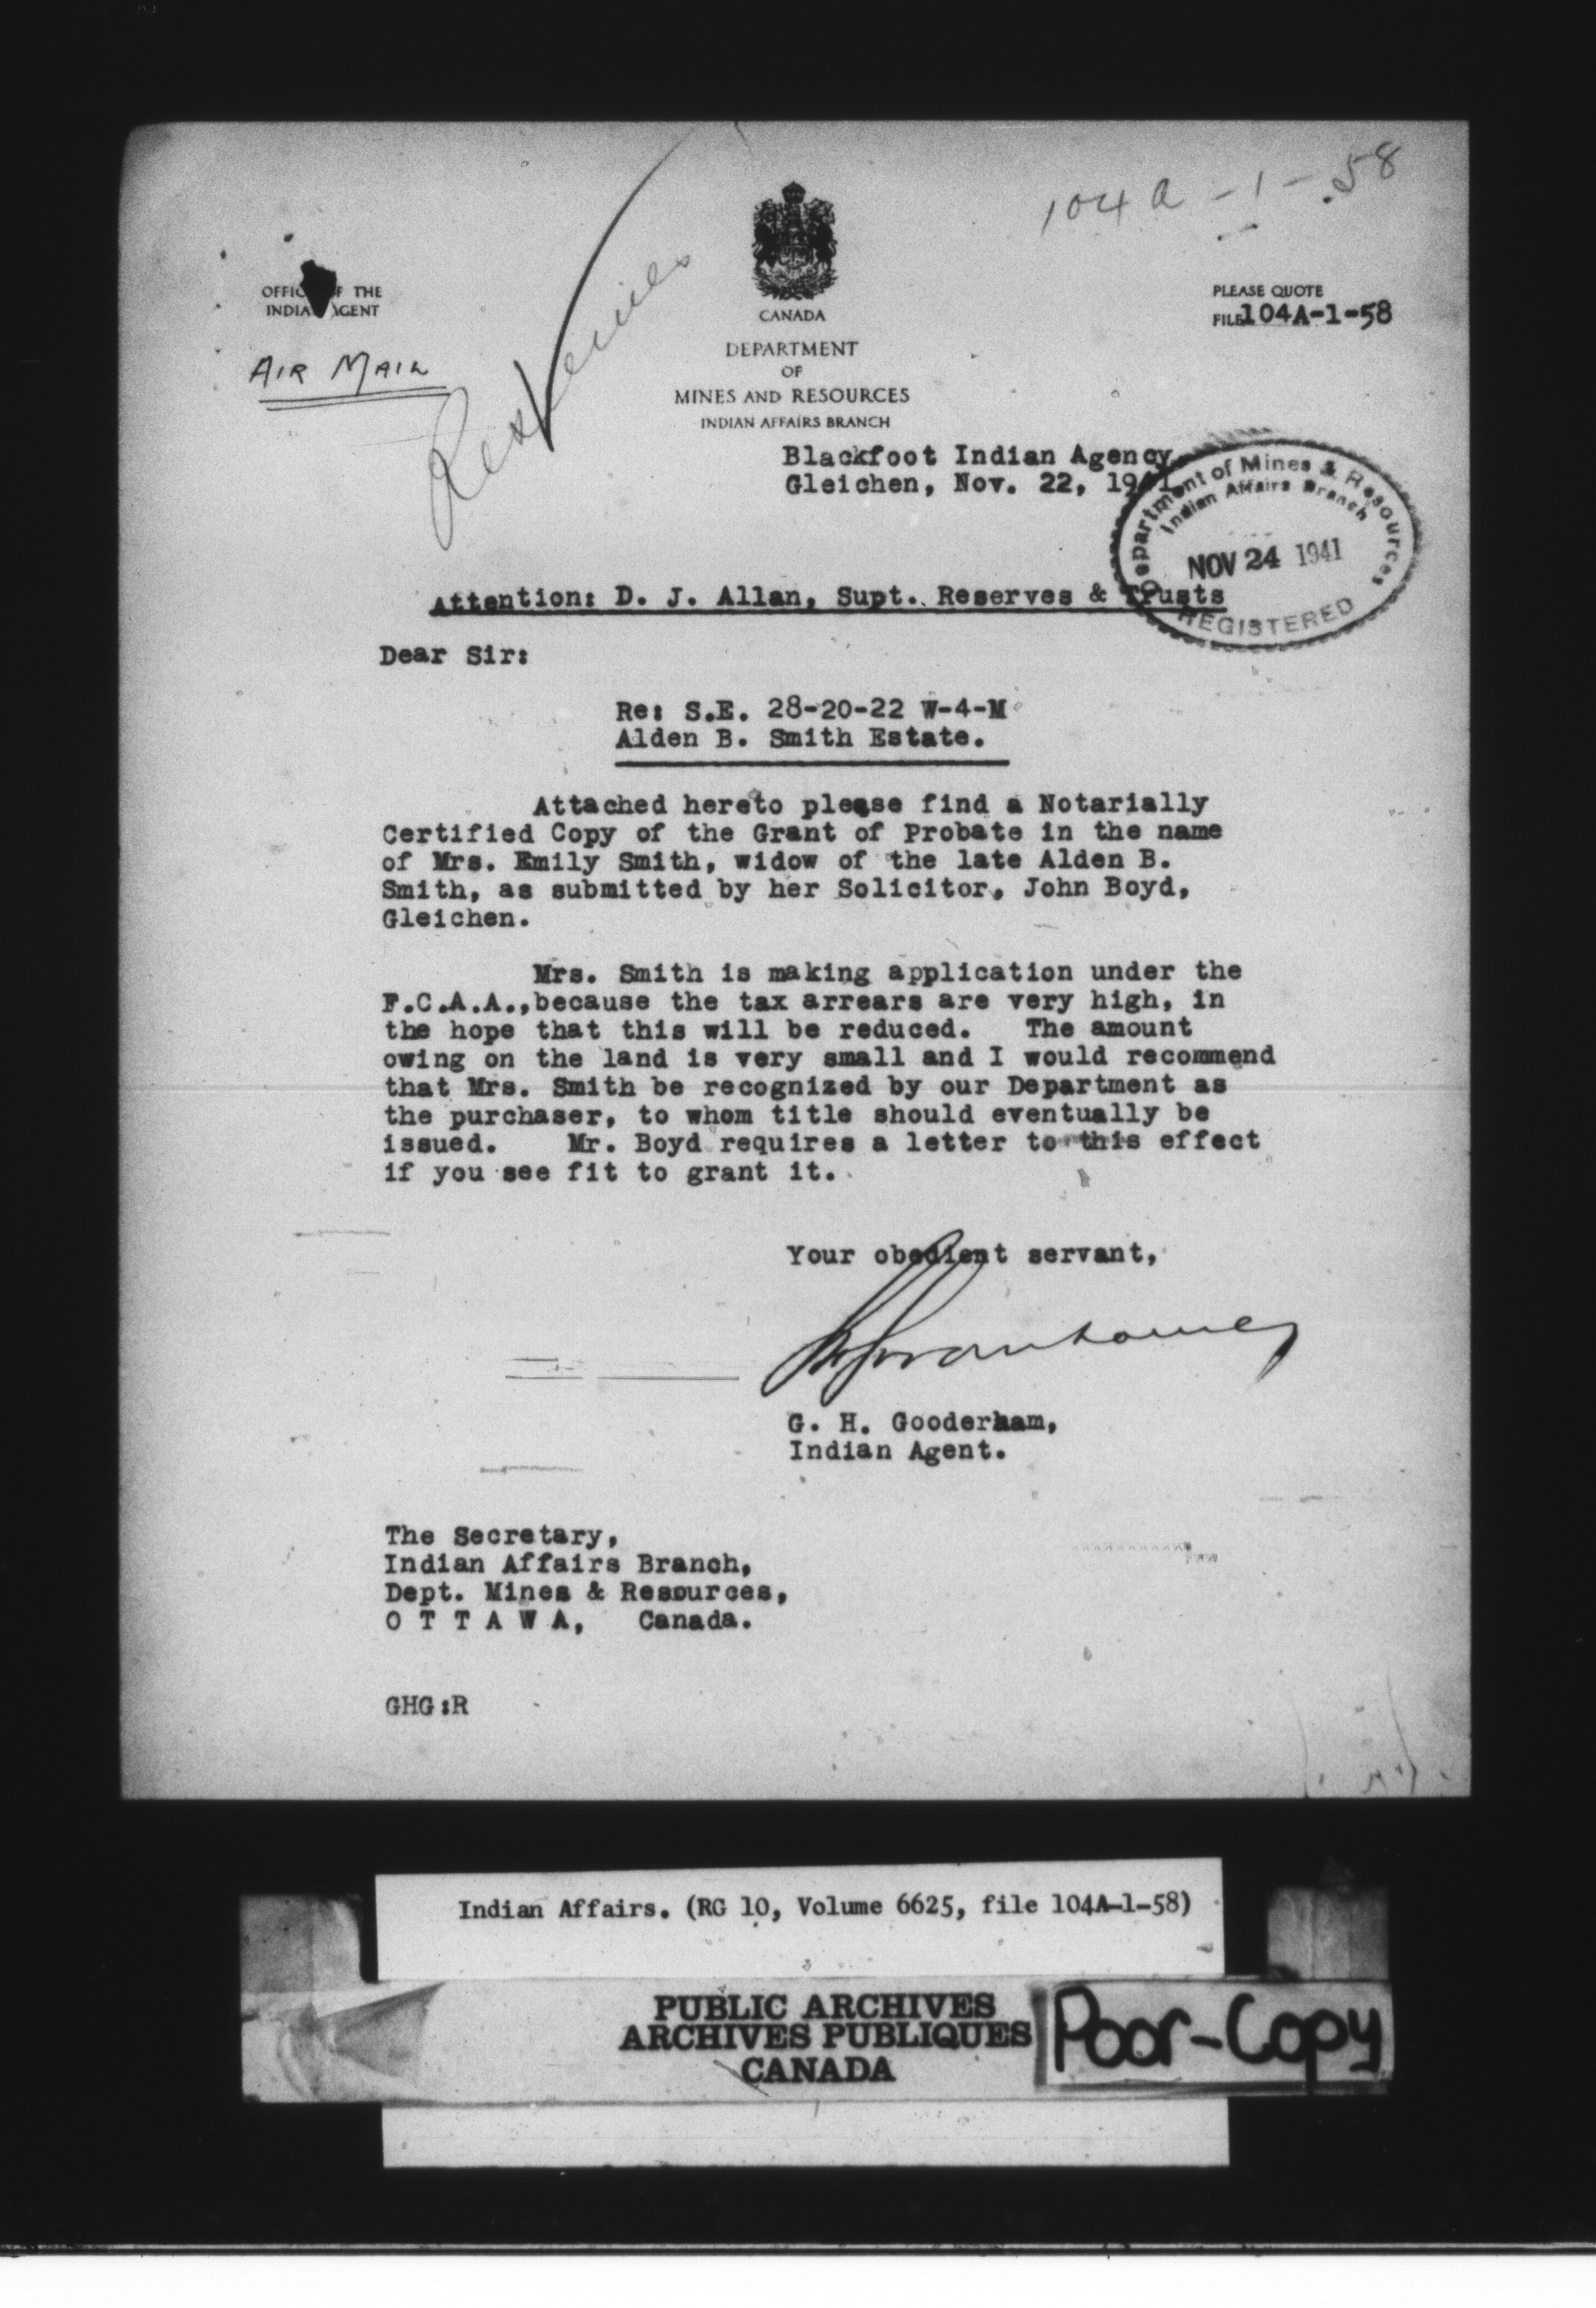 104A-1-58
OFFICE OF THE
INDIAN AGENT
AIR MAIL
CANADA
DEPARTMENT
OF
MINES AND RESOURCES
INDIAN AFFAIRS BRANCH
PLEASE QUOTE
FILE 104A-1-58
Reserves
Blackfoot Indian Agency
Gleichen, Nov. 22, 1941
Department of Mines & Resources
Indian Affairs Branch
NOV 24 1941
REGISTERED
Attention: D. J. Allan, Supt. Reserves & Trusts
Dear Sir:
Re: S.E. 28-20-22 W-4-M
Alden B. Smith Estate.
Attached hereto please find a Notarially
Certified Copy of the Grant of Probate in the name
of Mrs. Emily Smith, widow of the late Alden B.
Smith, as submitted by her Solicitor, John Boyd,
Gleichen.
Mrs. Smith is making application under the
F.C.A.A.,because the tax arrears are very high, in
the hope that this will be reduced. The amount
owing on the land is very small and I would recommend
that Mrs. Smith be recognized by our Department as
the purchaser, to whom title should eventually be
issued. Mr. Boyd requires a letter to this effect
if you see fit to grant it.
Your obedient servant,
G. H. Gooderham,
Indian Agent.
The Secretary,
Indian Affairs Branch,
Dept. Mines & Resources,
O T T A W A, Canada.
GHG:R
Indian Affairs. (RG 10, Volume 6625, file 104A-1-58)
PUBLIC ARCHIVES
ARCHIVES PUBLIQUES
CANADA
Poor-Copy